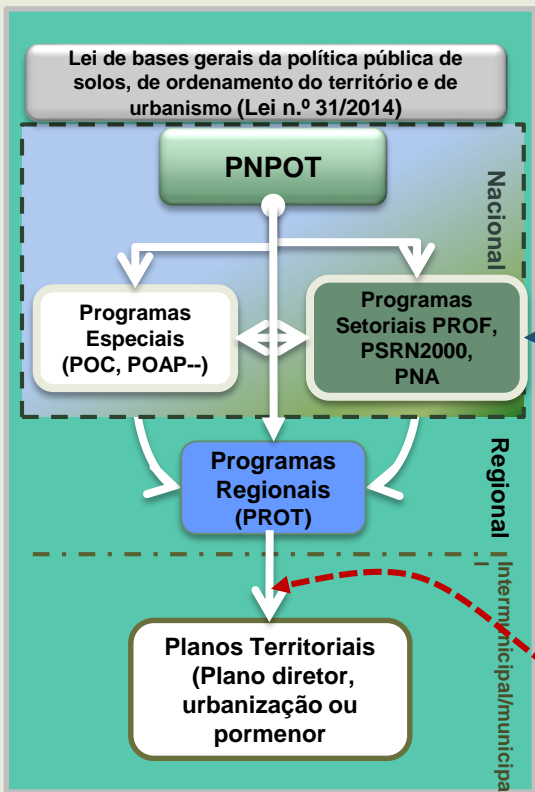 Lei de bases gerais da política pública de
solos, de ordenamento do território e de
urbanismo (Lei n.º 31/2014)
PNPOT
Nacional
Programas
Especiais
(POC, POAP--)
Programas
Setoriais PROF,
PSRN2000,
PNA
Programas
Regionais
(PROT)
Regional
Planos Territoriais
(Plano diretor,
urbanização ou
pormenor
Intermunicipal/municipa
l